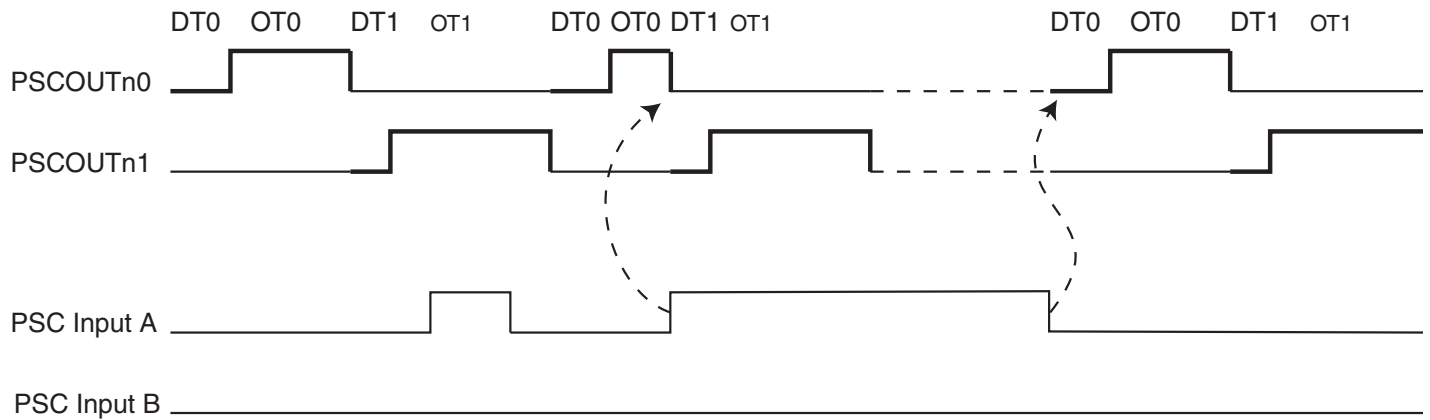 DT0 OT0 DT1 OT1 DT0 OT0 DT1 OT1 DT0 OT0 DT1 OT1
PSCOUTn0
PSCOUTn1
PSC Input A
PSC Input B